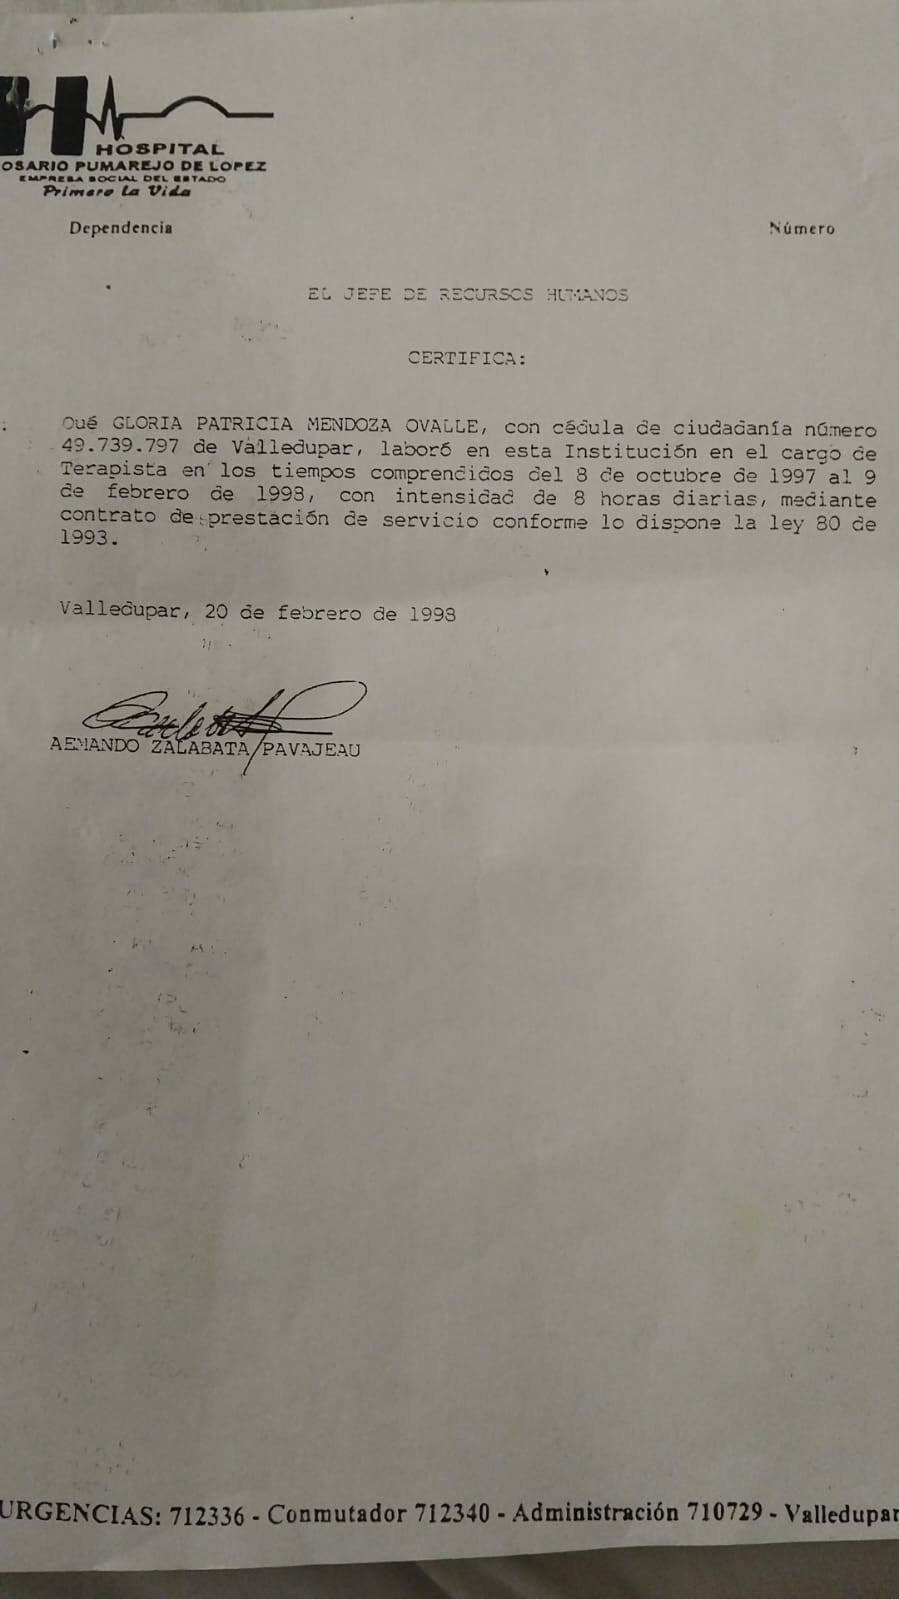 HOSPITAL
OSARIO PUMAREJO DE LOPEZ
EMPRESA SOCIAL DEL ESTADO
Primero la Vida
Dependencia
Número
EL JEFE DE RECURSOS HUMANOS
CERTIFICA:
Qué GLORIA PATRICIA MENDOZA OVALLE, con cédula de ciudadanía número
49.739.797 de Valledupar, laboró en esta Institución en el cargo de
Terapista en los tiempos comprendidos del 8 de octubre de 1997 al 9
de febrero de 1998, con intensidad de 8 horas diarias, mediante
contrato de prestación de servicio conforme lo dispone la ley 80 de
1993.
Valledupar, 20 de febrero de 1998
ARMANDO ZALABATA PAVAJEAU
URGENCIAS: 712336 - Conmutador 712340 - Administración 710729 - Valledupar